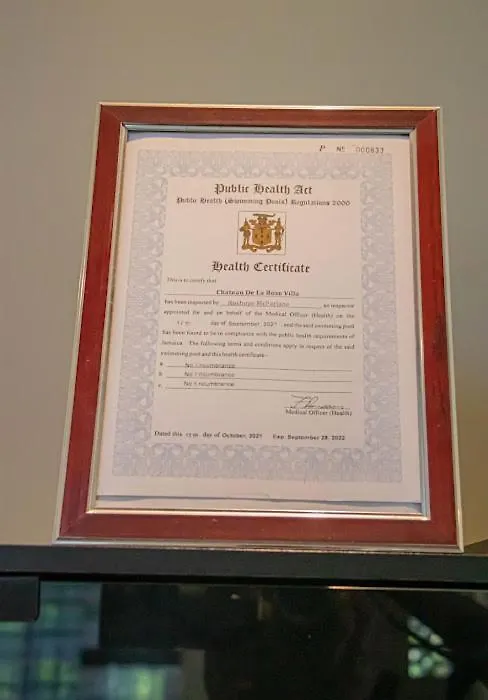 P Nº 000633
Public Health Act
Public Health (Swimming Pools) Regulations 2000
Health Certificate
This is to certify that
Chateau De La Rose Villa
has been inspected by McFarlane an inspector
appointed for and on behalf of the Medical Officer (Health) on the
day of September, 2021 and the said swimming pool
has been found to be in compliance with the public health requirements of
Jamaica. The following terms and conditions apply in respect of the said
swimming pool and this health certificate:-
a. No Encumbrance
b. No Encumbrance
c. No Encumbrance
Medical Officer (Health)
Dated this day of October, 2021 Exp. September 28, 2022